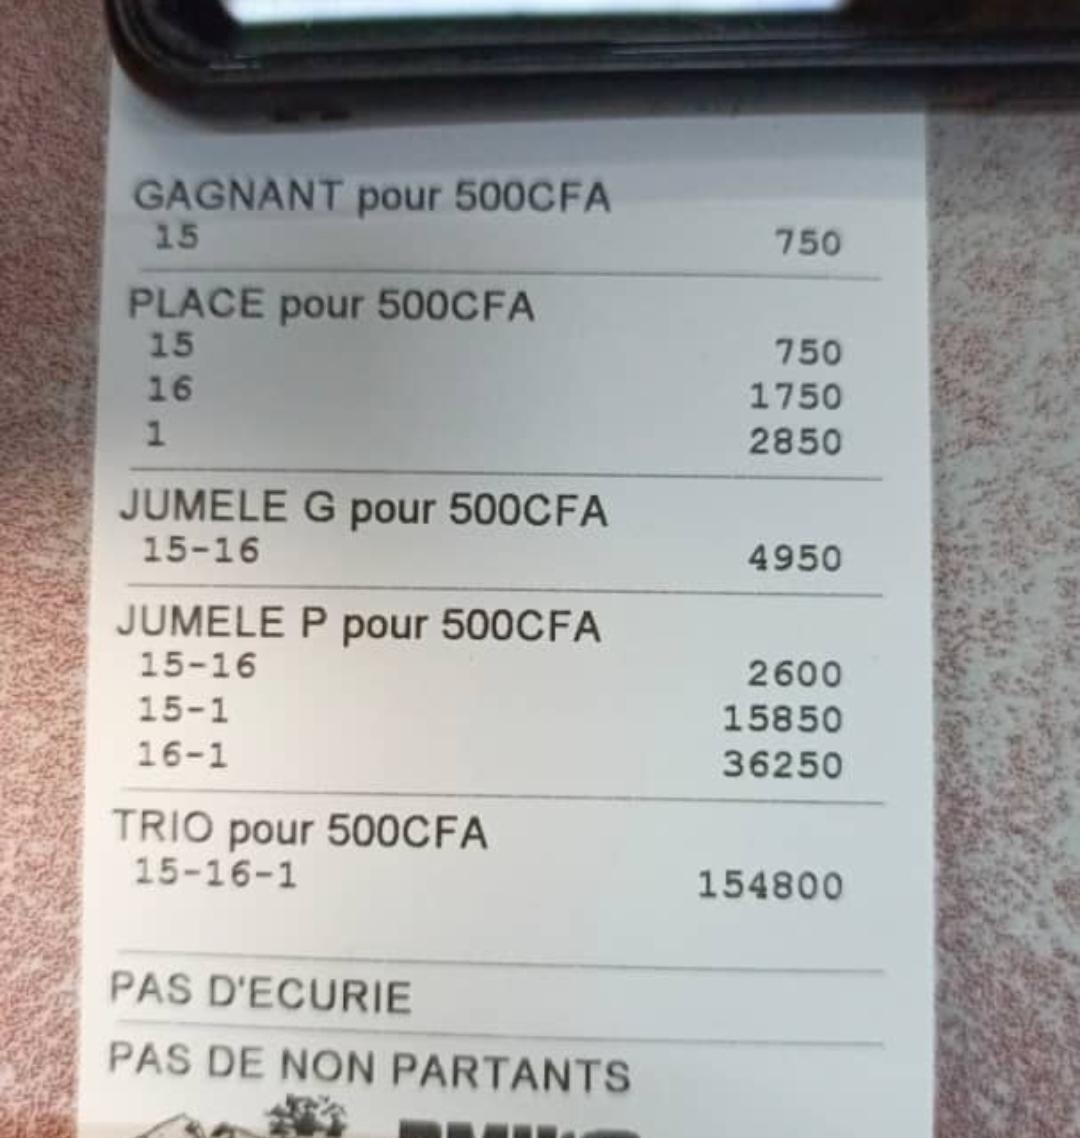 GAGNANT pour 500CFA
15 750
PLACE pour 500CFA
15 750
16 1750
1 2850
JUMELE G pour 500CFA
15-16 4950
JUMELE P pour 500CFA
15-16 2600
15-1 15850
16-1 36250
TRIO pour 500CFA
15-16-1 154800
PAS D'ECURIE
PAS DE NON PARTANTS